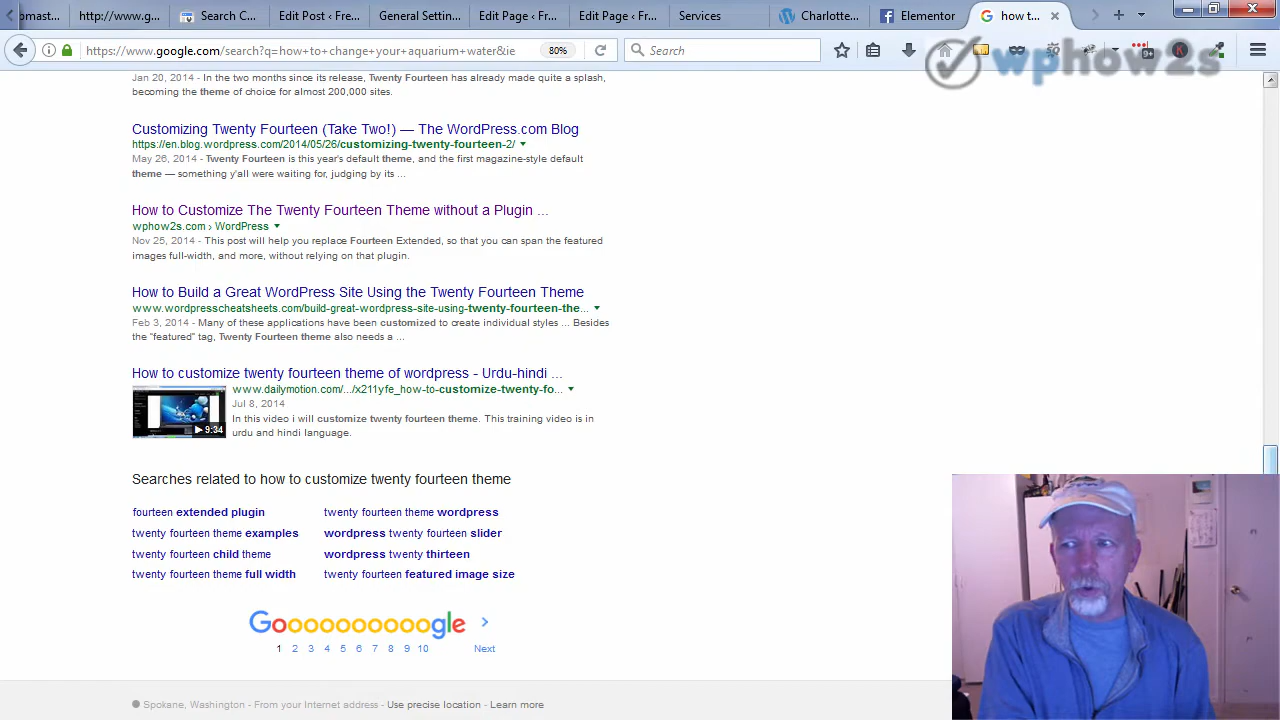 omast...
https://www.g...
Search C...
Edit Post ‹ Fre...
General Settin...
Edit Page ‹ Fr...
Edit Page ‹ Fr...
Services
Charlotte...
Elementor
how t...
https://www.google.com/search?q=how+to+change+your+aquarium+water&ie
80%
Search
9+
K
wphow2s
Jan 20, 2014 - In the two months since its release, Twenty Fourteen has already made quite a splash,
becoming the theme of choice for almost 200,000 sites.
Customizing Twenty Fourteen (Take Two!) — The WordPress.com Blog
https://en.blog.wordpress.com/2014/05/26/customizing-twenty-fourteen-2/
May 26, 2014 - Twenty Fourteen is this year's default theme, and the first magazine-style default
theme — something y'all were waiting for, judging by its ...
How to Customize The Twenty Fourteen Theme without a Plugin ...
wphow2s.com › WordPress
Nov 25, 2014 - This post will help you replace Fourteen Extended, so that you can span the featured
images full-width, and more, without relying on that plugin.
How to Build a Great WordPress Site Using the Twenty Fourteen Theme
www.wordpresscheatsheets.com/build-great-wordpress-site-using-twenty-fourteen-the...
Feb 3, 2014 - Many of these applications have been customized to create individual styles ... Besides
the "featured" tag, Twenty Fourteen theme also needs a ...
How to customize twenty fourteen theme of wordpress - Urdu-hindi ...
www.dailymotion.com/.../x211yfe_how-to-customize-twenty-fo...
Jul 8, 2014
In this video i will customize twenty fourteen theme. This training video is in
urdu and hindi language.
9:34
Searches related to how to customize twenty fourteen theme
fourteen extended plugin
twenty fourteen theme wordpress
twenty fourteen theme examples
wordpress twenty fourteen slider
twenty fourteen child theme
wordpress twenty thirteen
twenty fourteen theme full width
twenty fourteen featured image size
Goooooooooogle
1 2 3 4 5 6 7 8 9 10 Next
Spokane, Washington - From your Internet address - Use precise location - Learn more